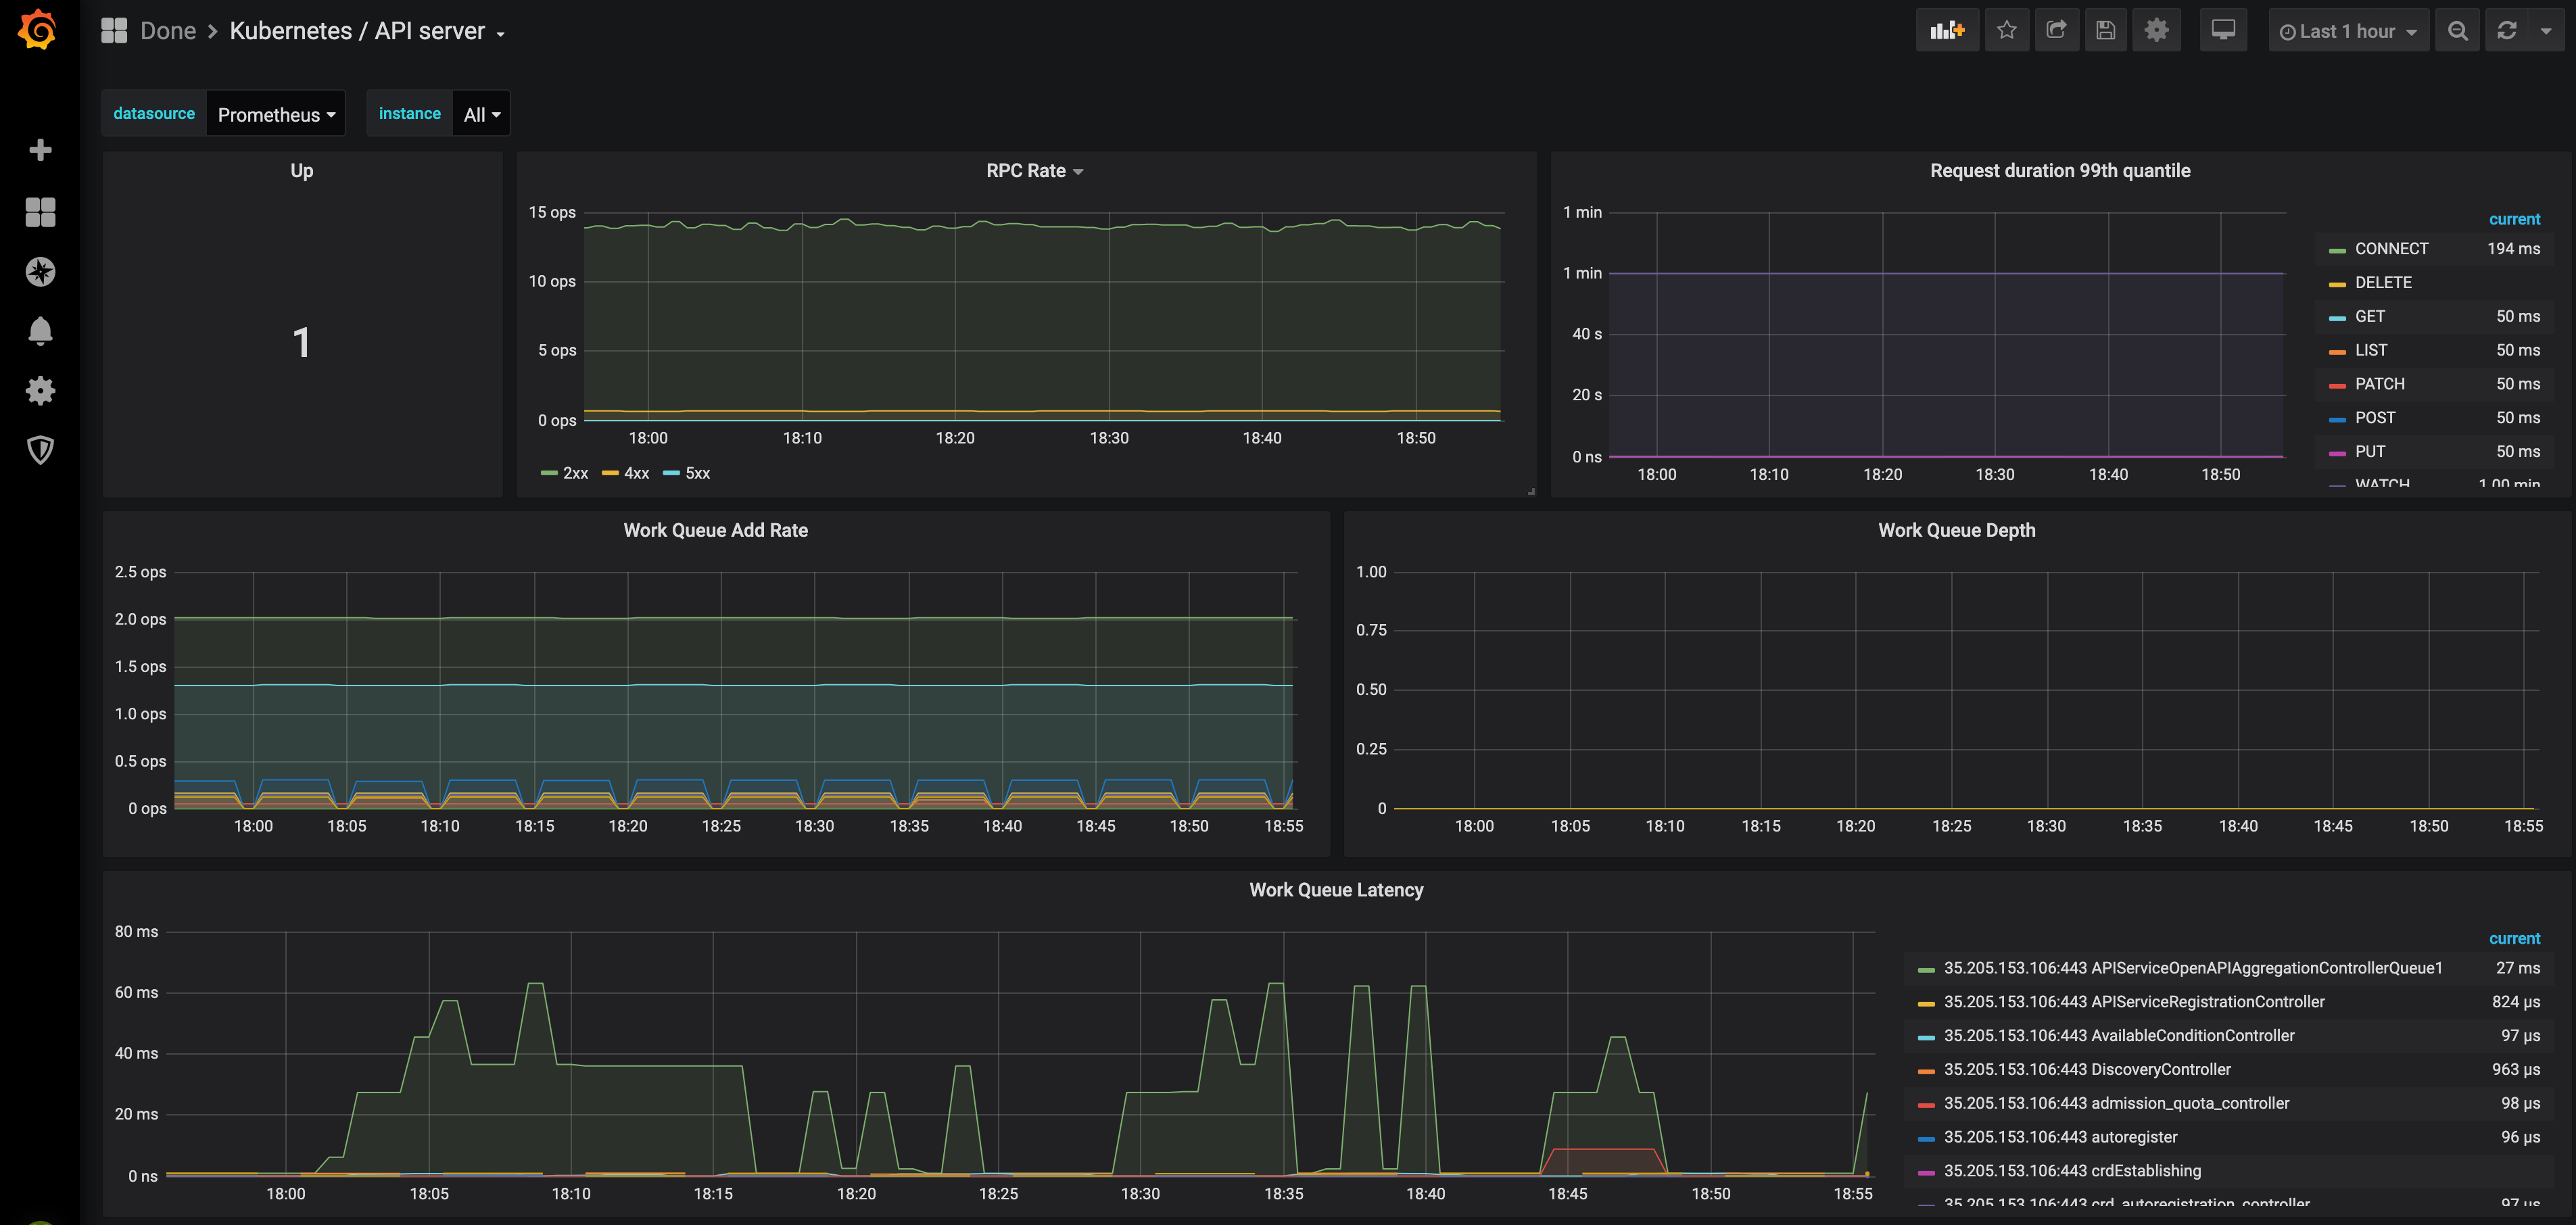 Done > Kubernetes / API server
Last 1 hour
datasource Prometheus instance All
Up
1
RPC Rate
15 ops
10 ops
5 ops
0 ops
18:00 18:10 18:20 18:30 18:40 18:50
2xx 4xx 5xx
Request duration 99th quantile
1 min
1 min
40 s
20 s
0 ns
18:00 18:10 18:20 18:30 18:40 18:50
current
CONNECT 194 ms
DELETE
GET 50 ms
LIST 50 ms
PATCH 50 ms
POST 50 ms
PUT 50 ms
WATCH 1.00 min
Work Queue Add Rate
2.5 ops
2.0 ops
1.5 ops
1.0 ops
0.5 ops
0 ops
18:00 18:05 18:10 18:15 18:20 18:25 18:30 18:35 18:40 18:45 18:50 18:55
Work Queue Depth
1.00
0.75
0.50
0.25
0
18:00 18:05 18:10 18:15 18:20 18:25 18:30 18:35 18:40 18:45 18:50 18:55
Work Queue Latency
80 ms
60 ms
40 ms
20 ms
0 ns
18:00 18:05 18:10 18:15 18:20 18:25 18:30 18:35 18:40 18:45 18:50 18:55
current
35.205.153.106:443 APIServiceOpenAPIAggregationControllerQueue1 27 ms
35.205.153.106:443 APIServiceRegistrationController 824 µs
35.205.153.106:443 AvailableConditionController 97 µs
35.205.153.106:443 DiscoveryController 963 µs
35.205.153.106:443 admission_quota_controller 98 µs
35.205.153.106:443 autoregister 96 µs
35.205.153.106:443 crdEstablishing
35.205.153.106:443 crd_autoregistration_controller 97 µs